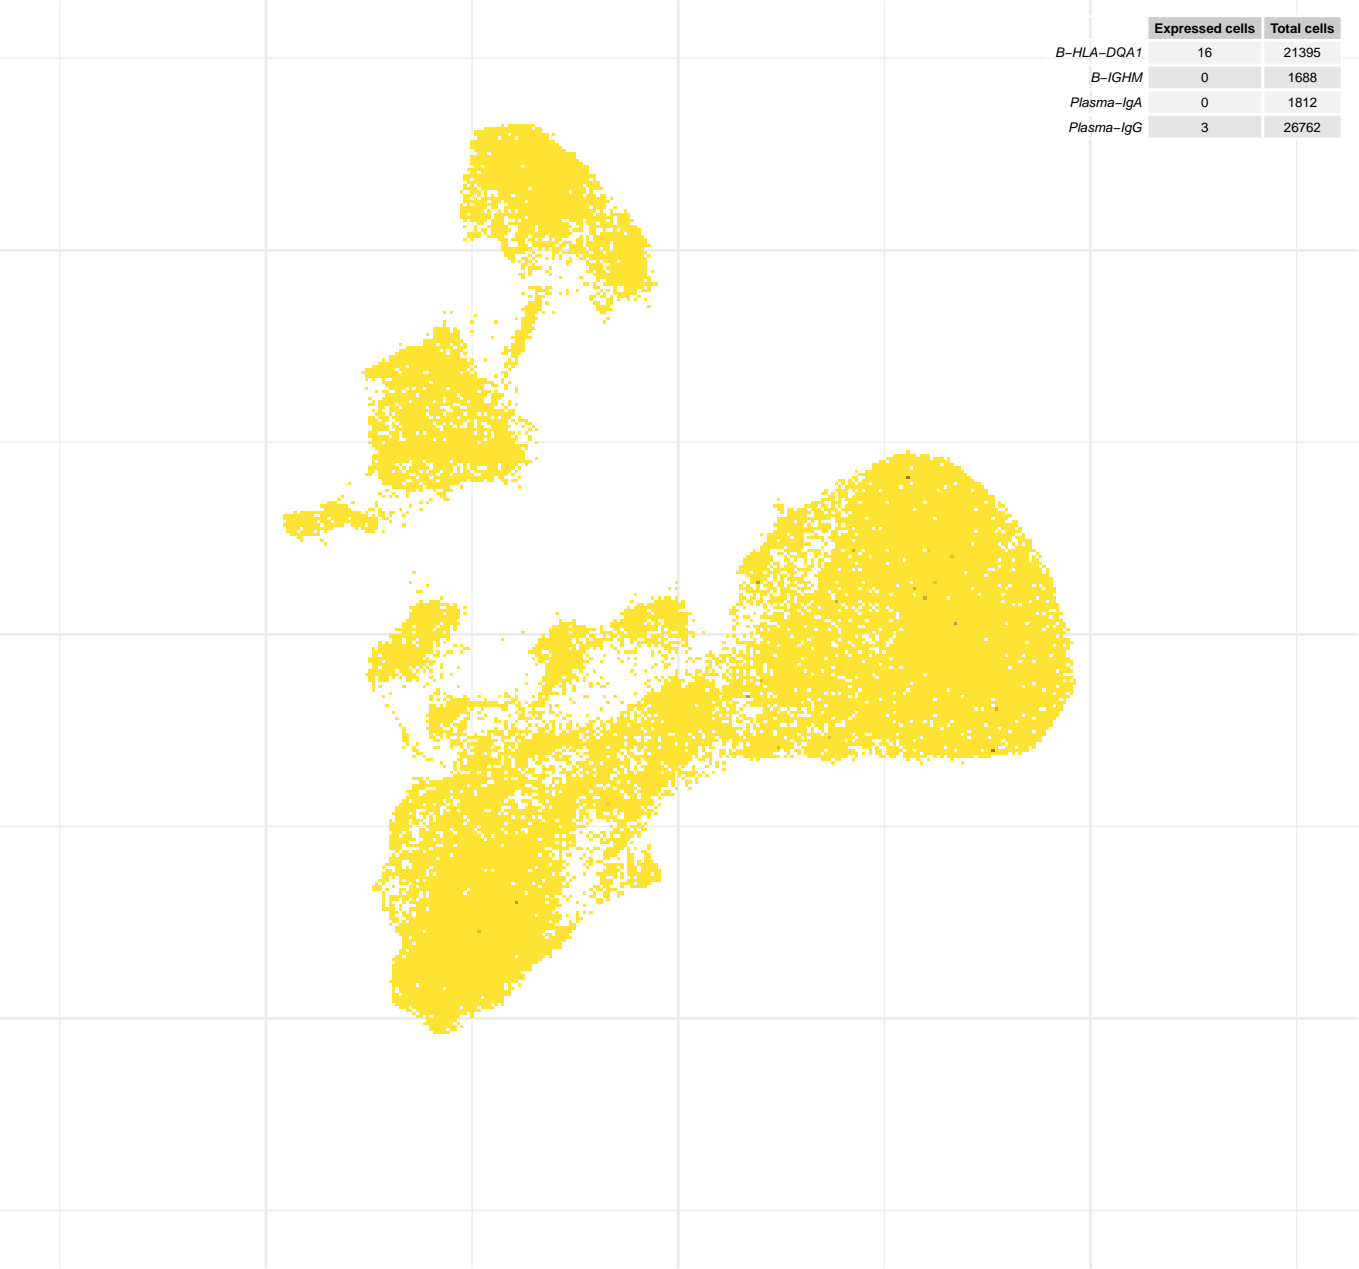 Expressed cells Total cells
B−HLA−DQA1 16 21395
B−IGHM 0 1688
Plasma−IgA 0 1812
Plasma−IgG 3 26762